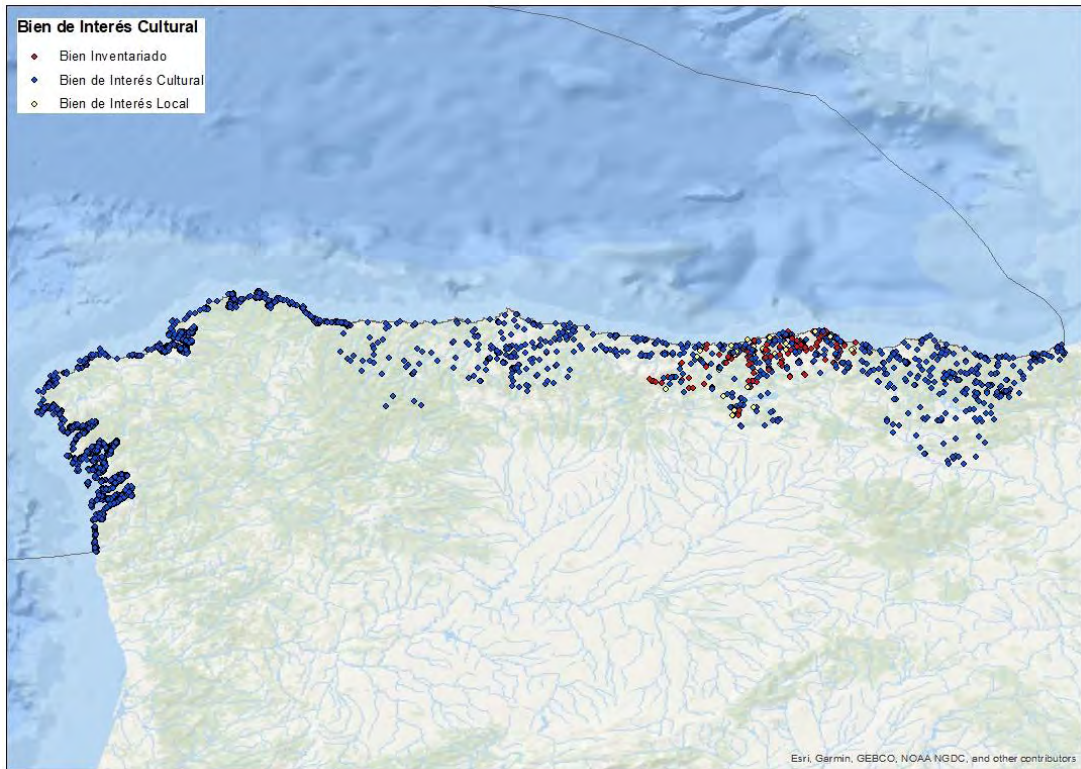 Bien de Interés Cultural
Bien Inventariado
Bien de Interés Cultural
Bien de Interés Local
Esri, Garmin, GEBCO, NOAA NGDC, and other contributors